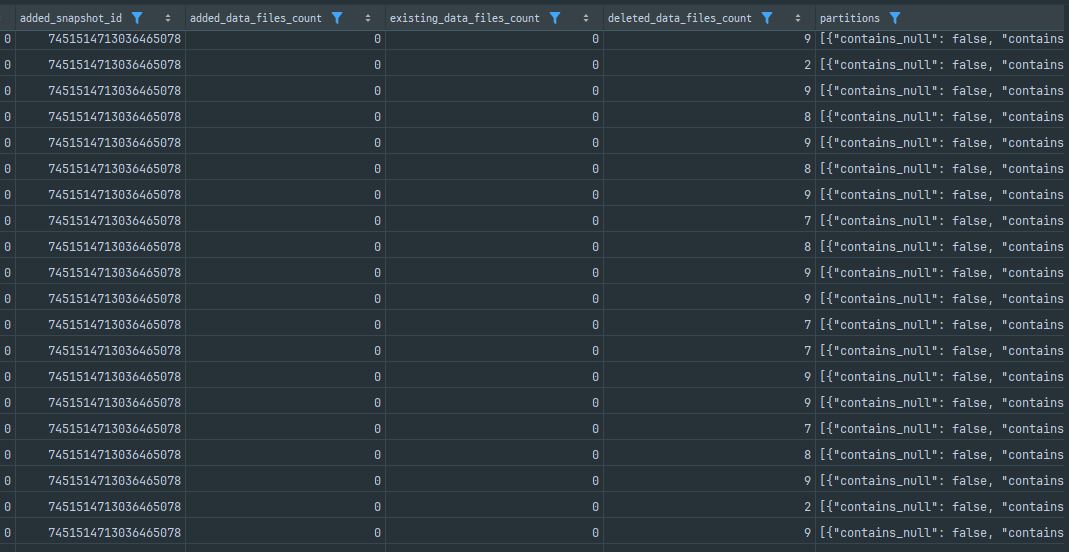 added_snapshot_id added_data_files_count existing_data_files_count deleted_data_files_count partitions
0 7451514713036465078 0 0 9 [{"contains_null": false, "contains
0 7451514713036465078 0 0 2 [{"contains_null": false, "contains
0 7451514713036465078 0 0 9 [{"contains_null": false, "contains
0 7451514713036465078 0 0 8 [{"contains_null": false, "contains
0 7451514713036465078 0 0 9 [{"contains_null": false, "contains
0 7451514713036465078 0 0 8 [{"contains_null": false, "contains
0 7451514713036465078 0 0 9 [{"contains_null": false, "contains
0 7451514713036465078 0 0 7 [{"contains_null": false, "contains
0 7451514713036465078 0 0 8 [{"contains_null": false, "contains
0 7451514713036465078 0 0 9 [{"contains_null": false, "contains
0 7451514713036465078 0 0 9 [{"contains_null": false, "contains
0 7451514713036465078 0 0 7 [{"contains_null": false, "contains
0 7451514713036465078 0 0 7 [{"contains_null": false, "contains
0 7451514713036465078 0 0 9 [{"contains_null": false, "contains
0 7451514713036465078 0 0 9 [{"contains_null": false, "contains
0 7451514713036465078 0 0 7 [{"contains_null": false, "contains
0 7451514713036465078 0 0 8 [{"contains_null": false, "contains
0 7451514713036465078 0 0 9 [{"contains_null": false, "contains
0 7451514713036465078 0 0 2 [{"contains_null": false, "contains
0 7451514713036465078 0 0 9 [{"contains_null": false, "contains